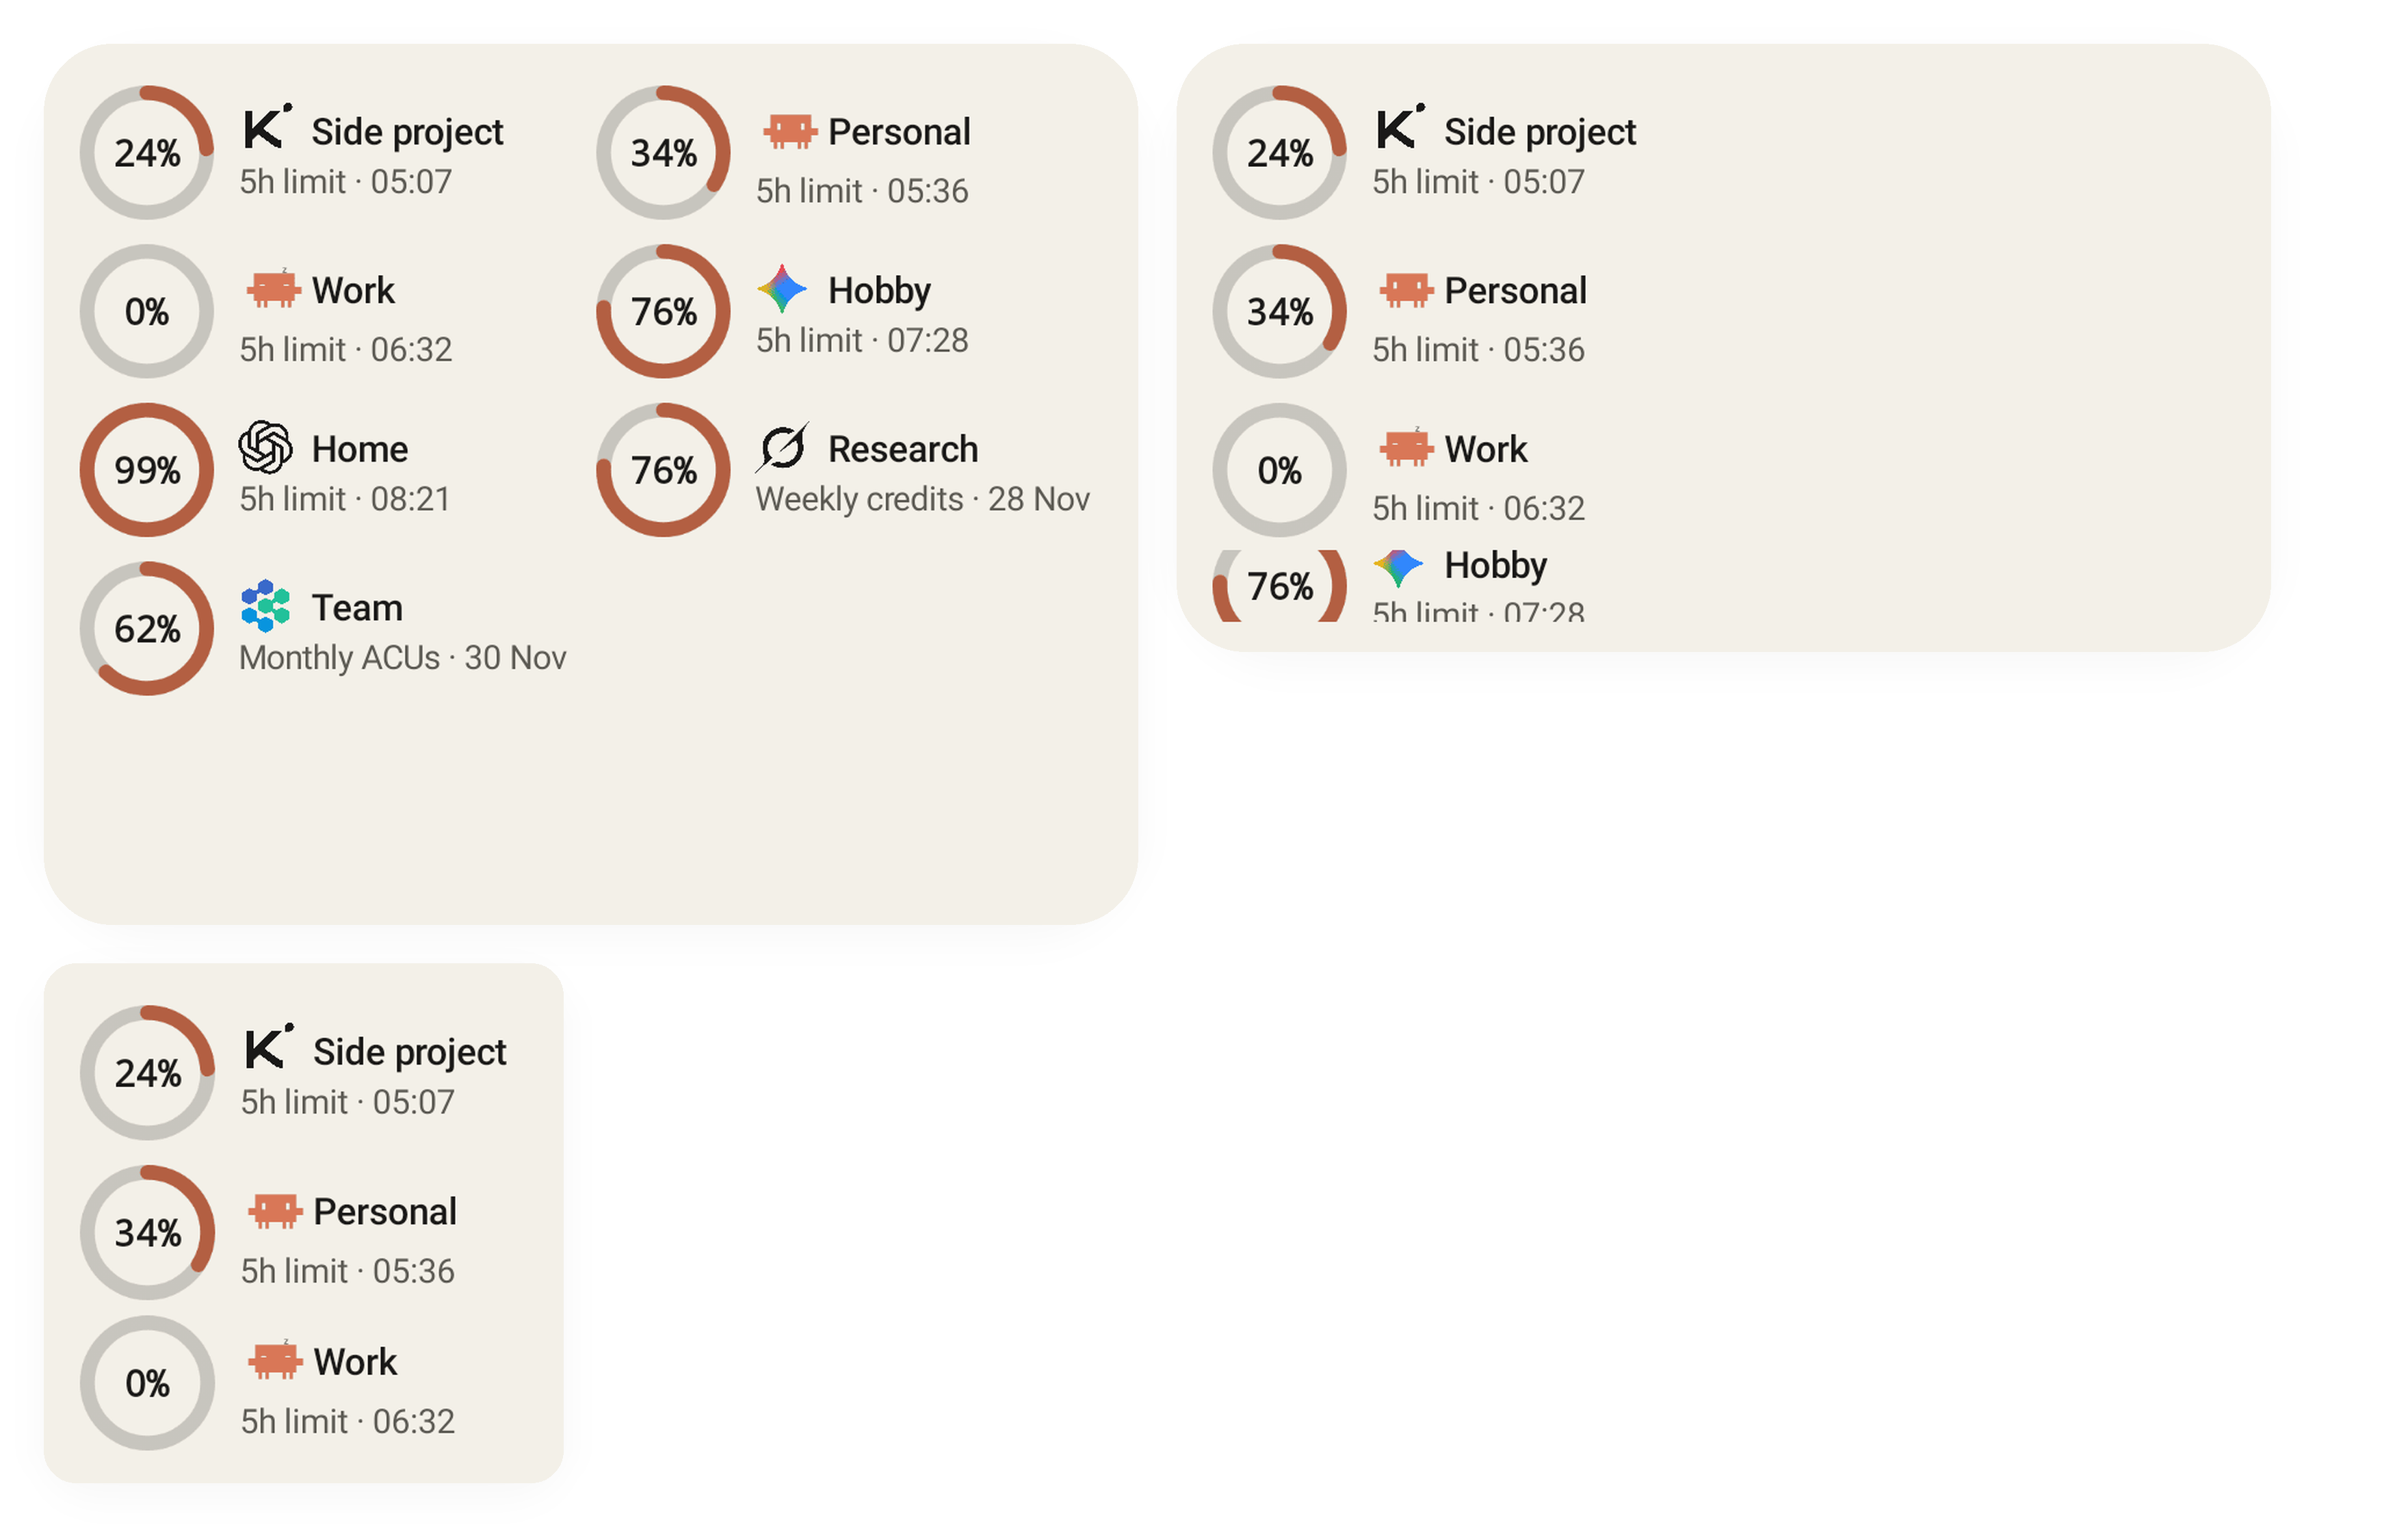 24% Side project
5h limit · 05:07
34% Personal
5h limit · 05:36
0% Work
5h limit · 06:32
76% Hobby
5h limit · 07:28
99% Home
5h limit · 08:21
76% Research
Weekly credits · 28 Nov
62% Team
Monthly ACUs · 30 Nov
24% Side project
5h limit · 05:07
34% Personal
5h limit · 05:36
0% Work
5h limit · 06:32
76% Hobby
5h limit · 07:28
24% Side project
5h limit · 05:07
34% Personal
5h limit · 05:36
0% Work
5h limit · 06:32